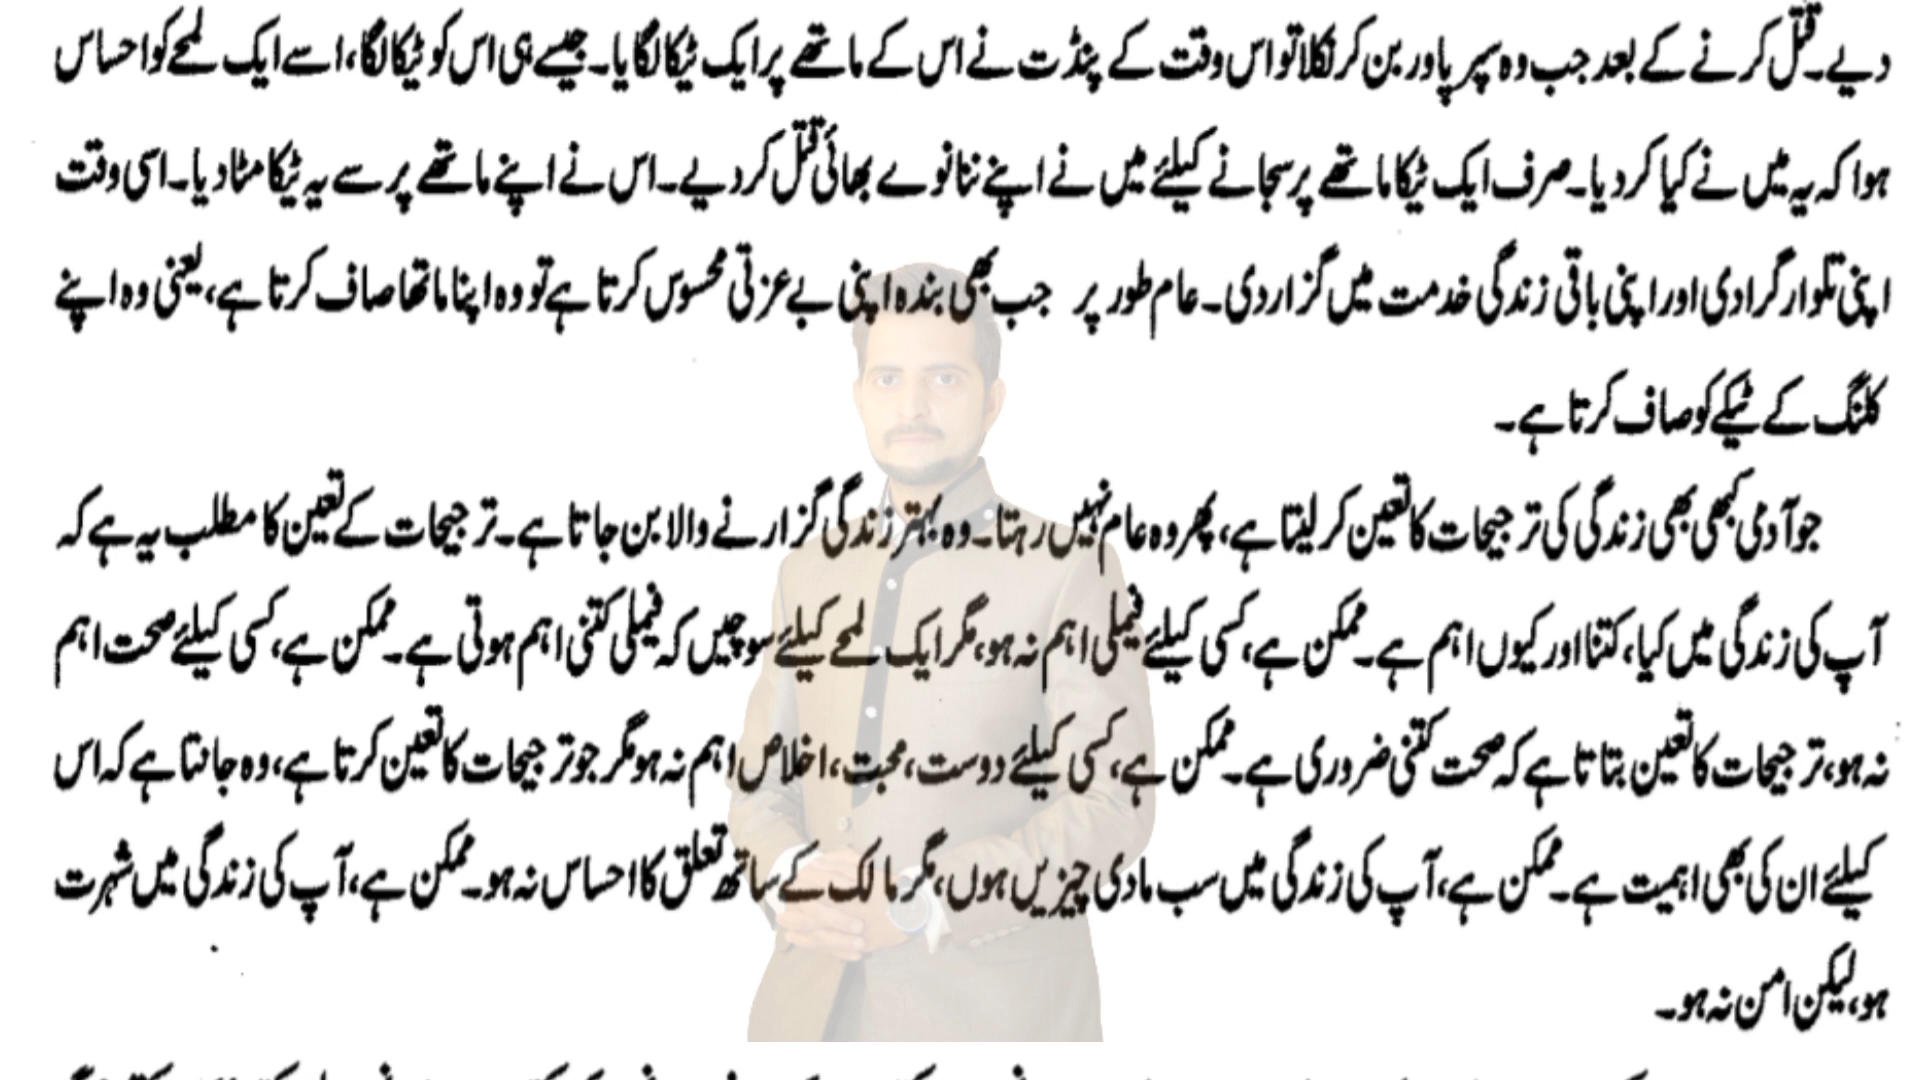 دیے۔ قتل کرنے کے بعد جب وہ سپر پاور بن کر نکلا تو اس وقت کے پنڈت نے اس کے ماتھے پر ایک ٹیکا لگایا۔ جیسے ہی اس کو ٹیکا لگا، اسے ایک لمحے کو احساس
ہوا کہ یہ میں نے کیا کر دیا۔ صرف ایک ٹیکا ماتھے پر سجانے کیلئے میں نے اپنے ننانوے بھائی قتل کر دیے۔ اس نے اپنے ماتھے پر سے یہ ٹیکا مٹا دیا۔ اسی وقت
اپنی تلوار گرا دی اور اپنی باقی زندگی خدمت میں گزار دی۔ عام طور پر جب بھی بندہ اپنی بے عزتی محسوس کرتا ہے تو وہ اپنا ماتھا صاف کرتا ہے، یعنی وہ اپنے
کلنگ کے ٹیکے کو صاف کرتا ہے۔
جو آدمی کبھی بھی زندگی کی ترجیحات کا تعین کر لیتا ہے، پھر وہ عام نہیں رہتا۔ وہ بہتر زندگی گزارنے والا بن جاتا ہے۔ ترجیحات کے تعین کا مطلب یہ ہے کہ
آپ کی زندگی میں کیا، کتنا اور کیوں اہم ہے۔ ممکن ہے، کسی کیلئے فیملی اہم نہ ہو، مگر ایک لمحے کیلئے سوچیں کہ فیملی کتنی اہم ہوتی ہے۔ ممکن ہے، کسی کیلئے صحت اہم
نہ ہو، ترجیحات کا تعین بتاتا ہے کہ صحت کتنی ضروری ہے۔ ممکن ہے، کسی کیلئے دوست، محبت، اخلاص اہم نہ ہو مگر جو ترجیحات کا تعین کرتا ہے، وہ جانتا ہے کہ اس
کیلئے ان کی بھی اہمیت ہے۔ ممکن ہے، آپ کی زندگی میں سب مادی چیزیں ہوں، مگر مالک کے ساتھ تعلق کا احساس نہ ہو۔ ممکن ہے، آپ کی زندگی میں شہرت
ہو، لیکن امن نہ ہو۔